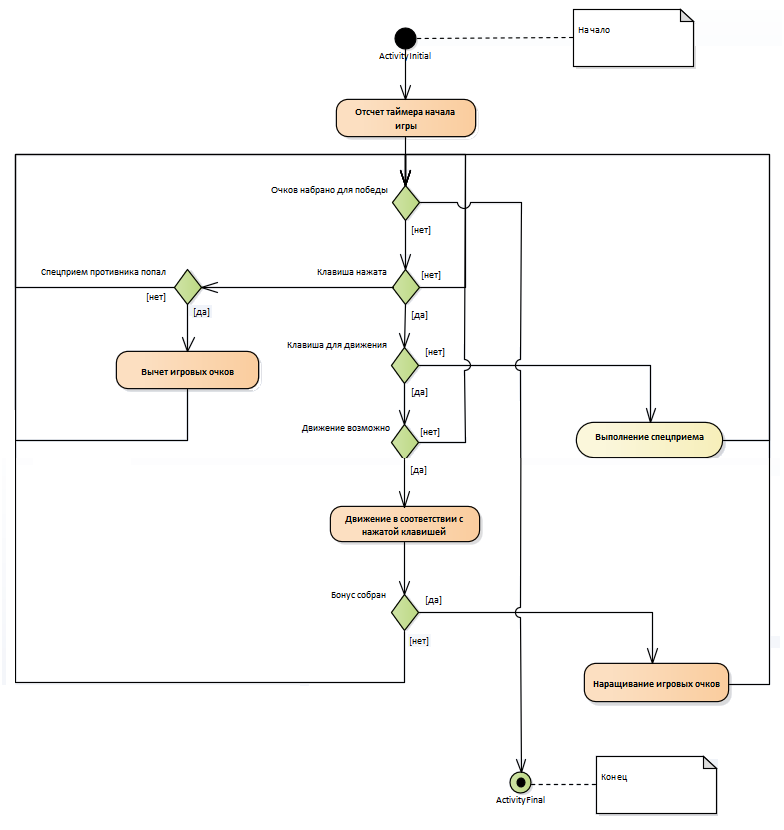 Начало
ActivityInitial
Отсчет таймера начала
игры
Очков набрано для победы
[нет]
Спецприем противника попал
Клавиша нажата
[нет]
[нет]
[да]
[да]
Клавиша для движения
[нет]
Вычет игровых очков
[да]
Движение возможно
[нет]
Выполнение спецприема
[да]
Движение в соответствии с
нажатой клавишей
Бонус собран
[да]
[нет]
Наращивание игровых очков
Конец
ActivityFinal